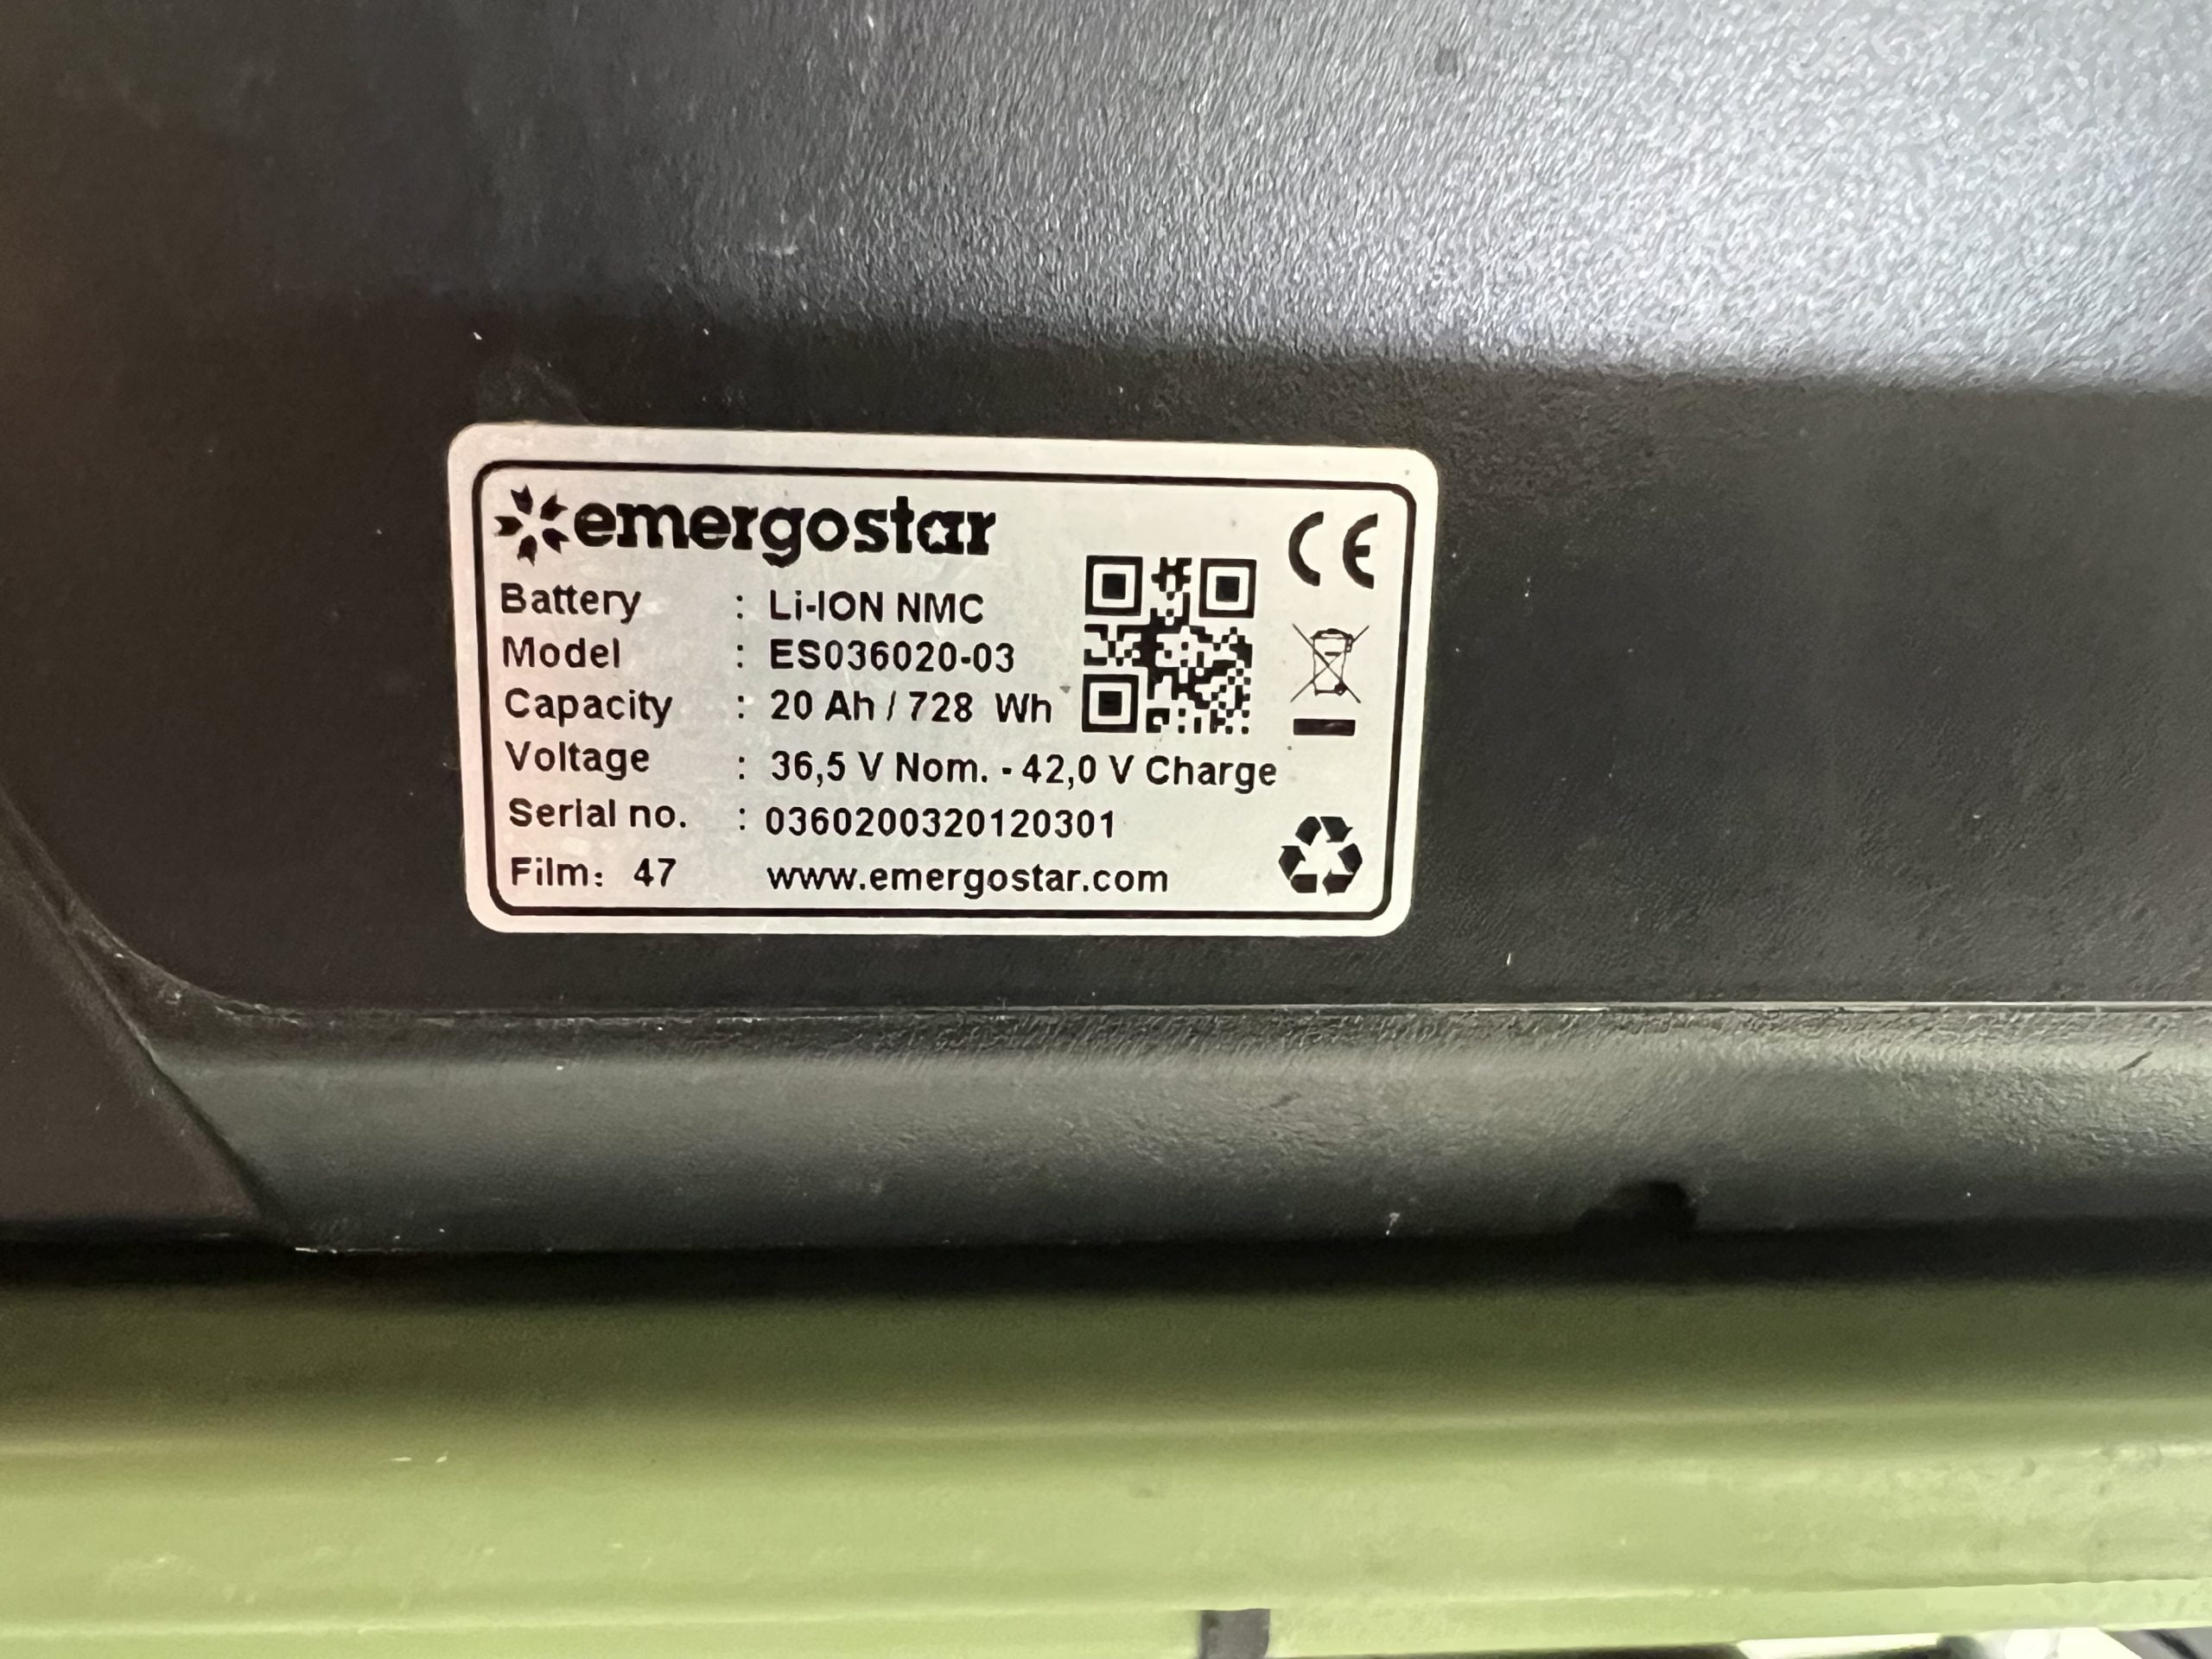 emergostar
CE
Battery : Li-ION NMC
Model : ES036020-03
Capacity : 20 Ah / 728 Wh
Voltage : 36,5 V Nom. - 42,0 V Charge
Serial no. : 0360200320120301
Film: 47 www.emergostar.com